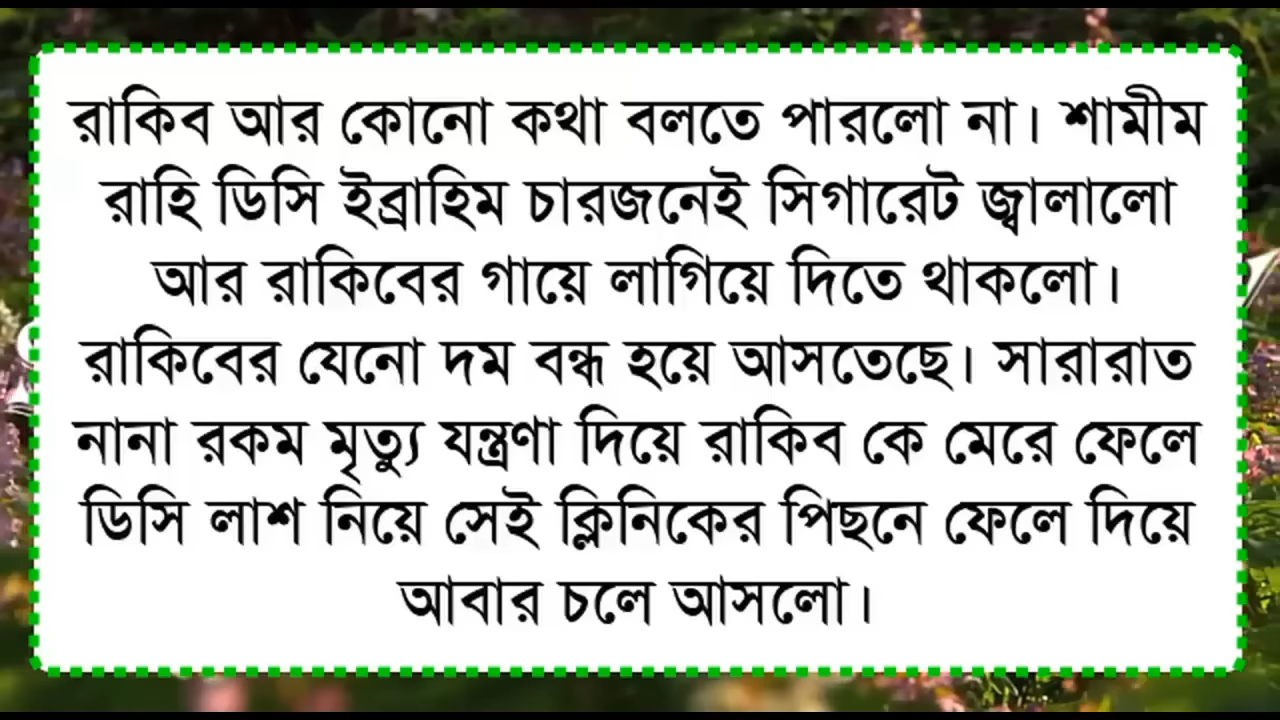 রাকিব আর কোনো কথা বলতে পারলো না। শামীম
রাহি ডিসি ইব্রাহিম চারজনেই সিগারেট জ্বালালো
আর রাকিবের গায়ে লাগিয়ে দিতে থাকলো।
রাকিবের যেনো দম বন্ধ হয়ে আসতেছে। সারারাত
নানা রকম মৃত্যু যন্ত্রণা দিয়ে রাকিব কে মেরে ফেলে
ডিসি লাশ নিয়ে সেই ক্লিনিকের পিছনে ফেলে দিয়ে
আবার চলে আসলো।